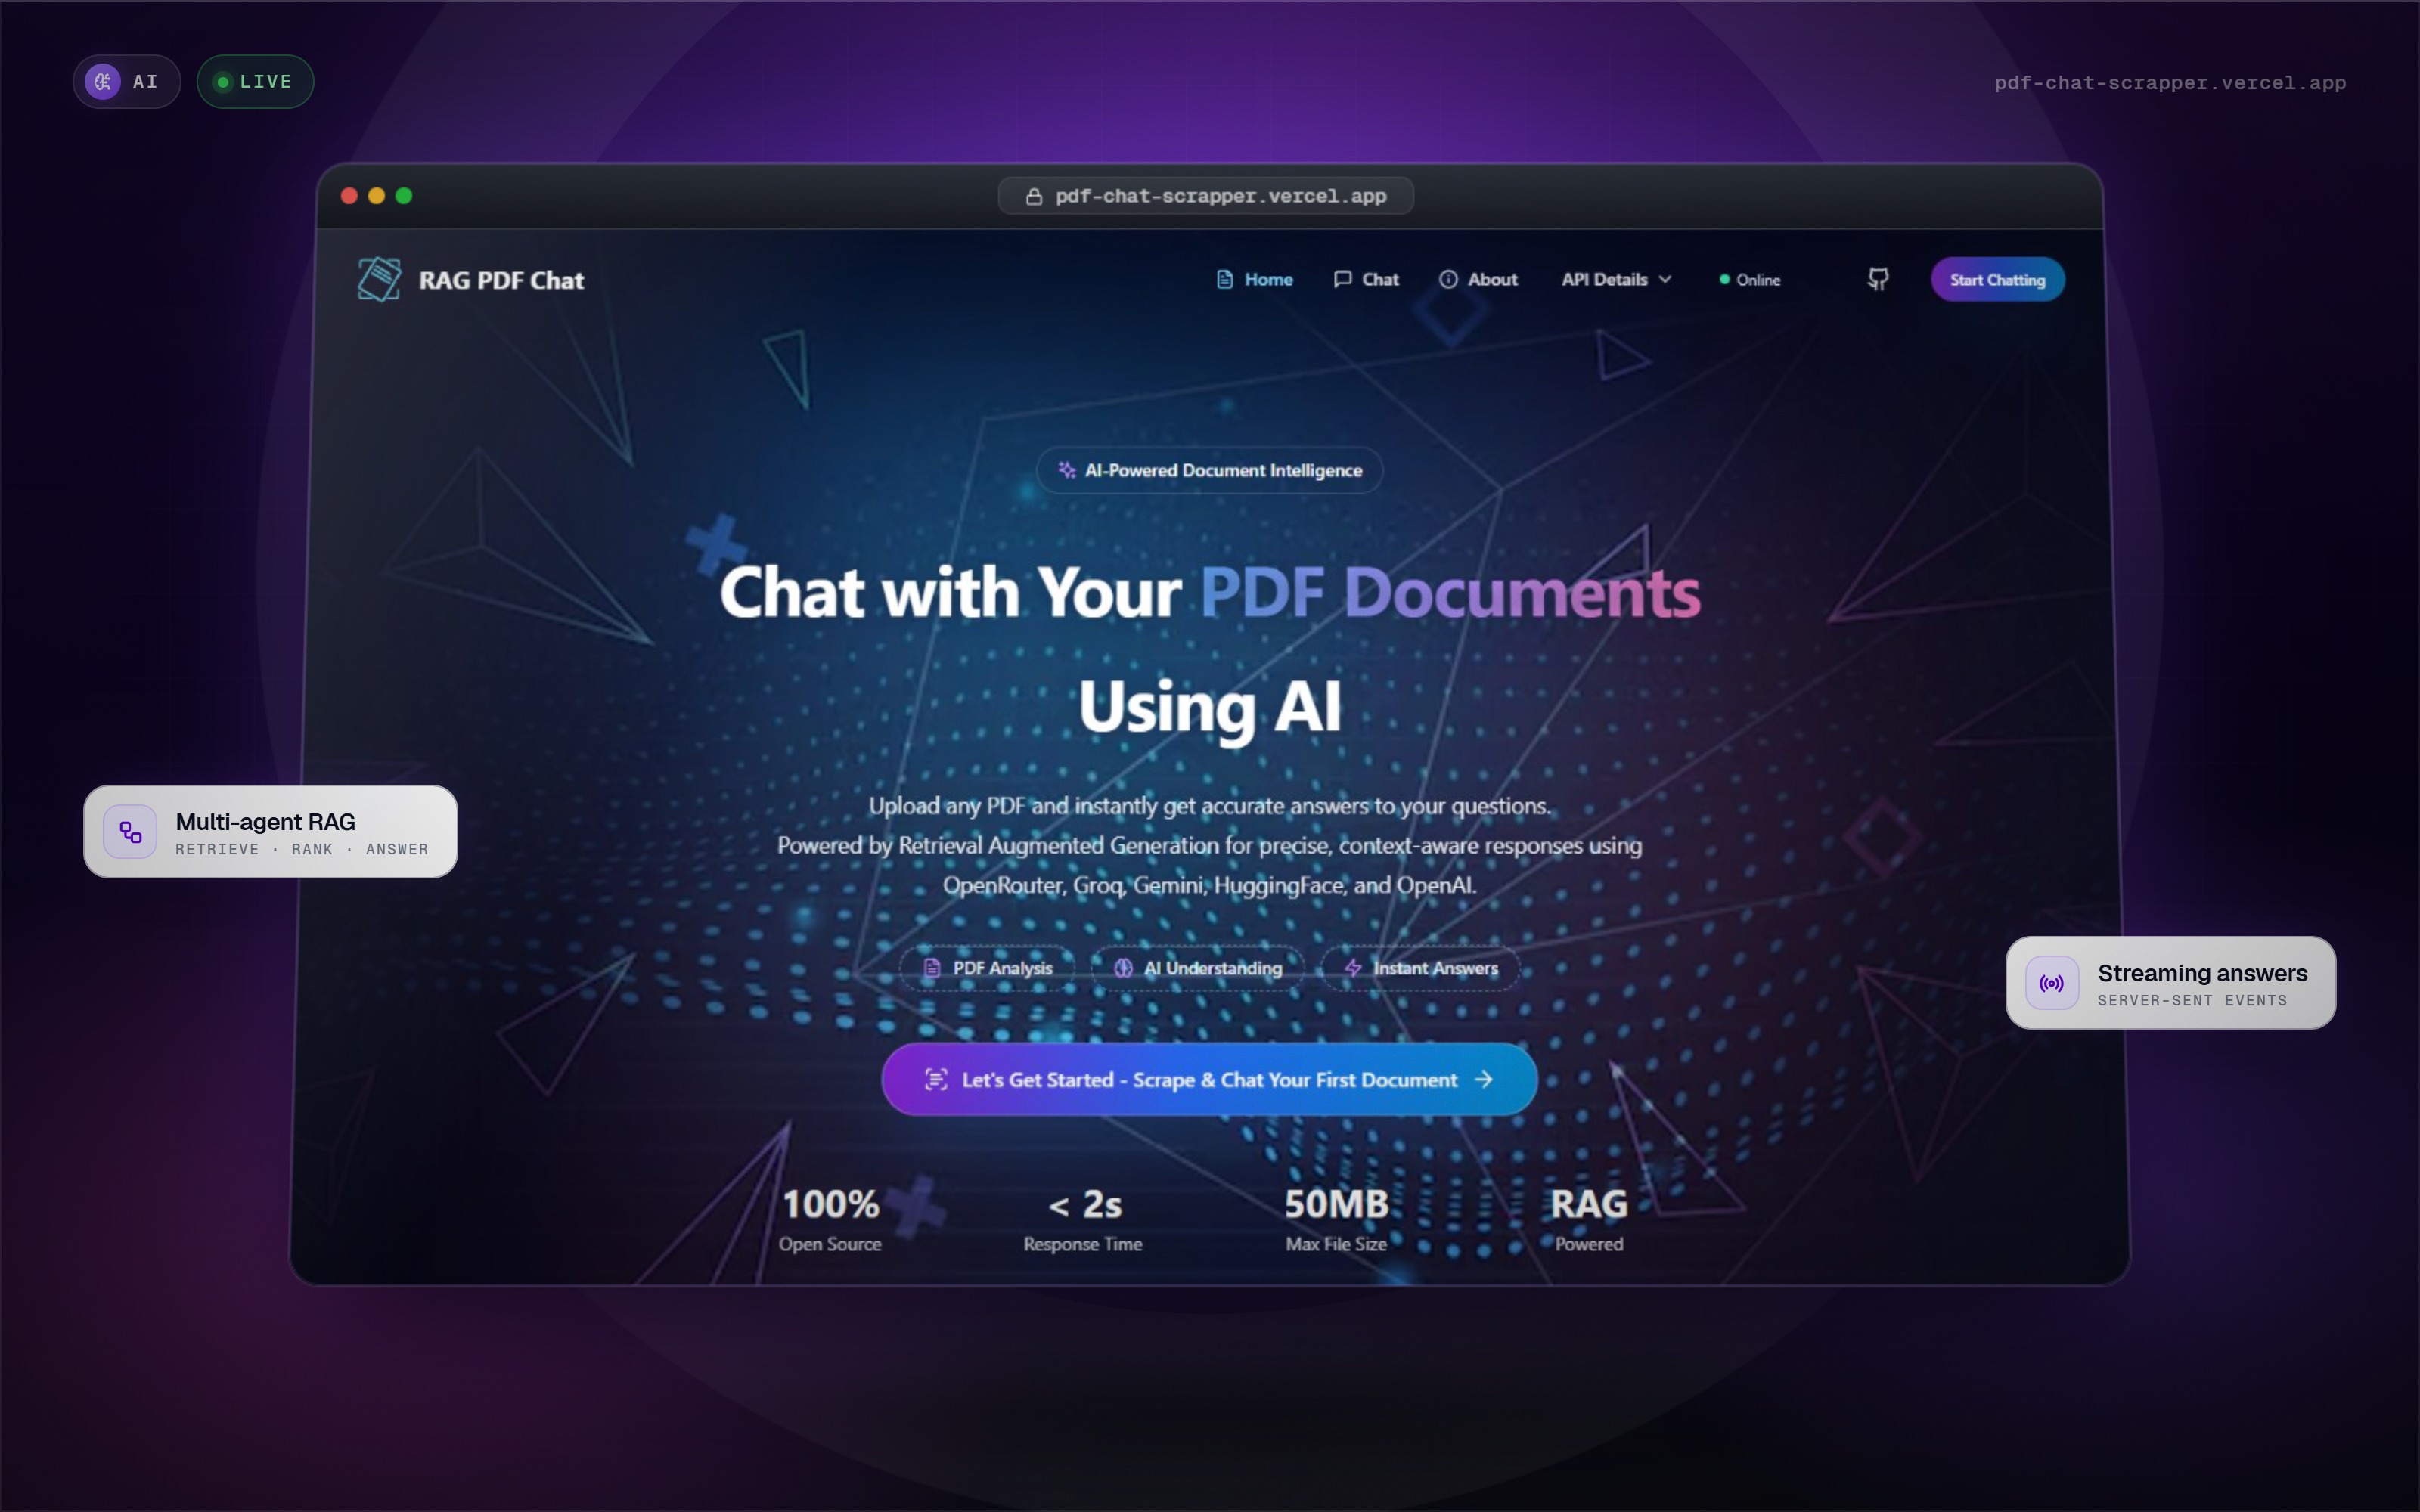 AI
LIVE
pdf-chat-scrapper.vercel.app
pdf-chat-scrapper.vercel.app
RAG PDF Chat
Home
Chat
About
API Details
Online
Start Chatting
AI-Powered Document Intelligence
Chat with Your PDF Documents
Using AI
Upload any PDF and instantly get accurate answers to your questions.
Powered by Retrieval Augmented Generation for precise, context-aware responses using
OpenRouter, Groq, Gemini, HuggingFace, and OpenAI.
Multi-agent RAG
RETRIEVE · RANK · ANSWER
PDF Analysis
AI Understanding
Instant Answers
Streaming answers
SERVER-SENT EVENTS
Let's Get Started - Scrape & Chat Your First Document
100%
Open Source
< 2s
Response Time
50MB
Max File Size
RAG
Powered